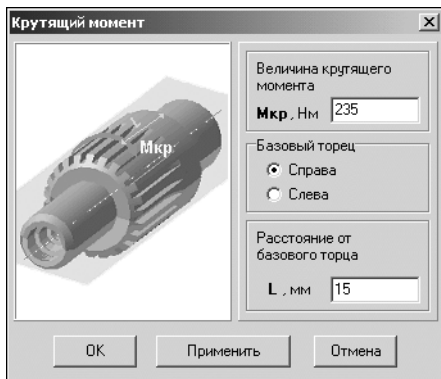 Крутящий момент
Мкр
Величина крутящего
момента
Мкр , Нм 235
Базовый торец
Справа
Слева
Расстояние от
базового торца
L , мм 15
OK Применить Отмена